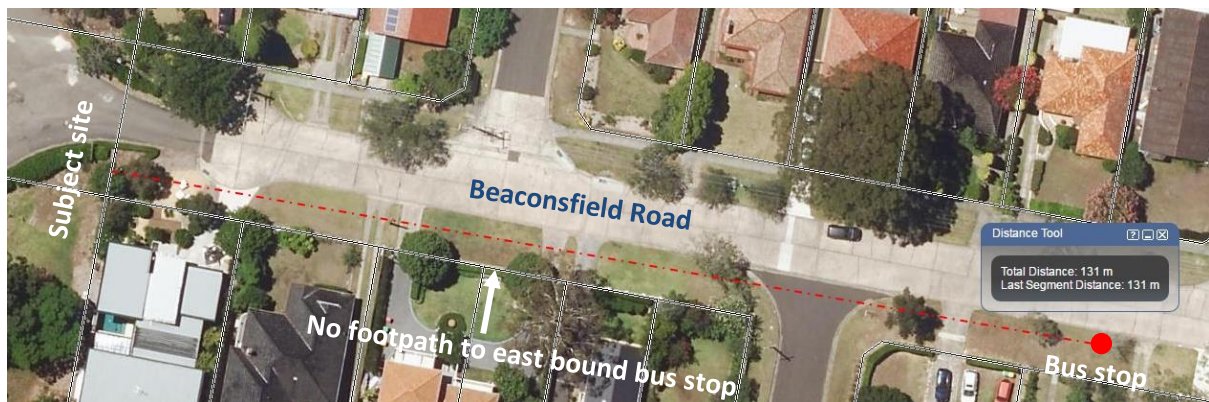 Subject site
Beaconsfield Road
Distance Tool
Total Distance: 131 m
Last Segment Distance: 131 m
No footpath to east bound bus stop
Bus stop